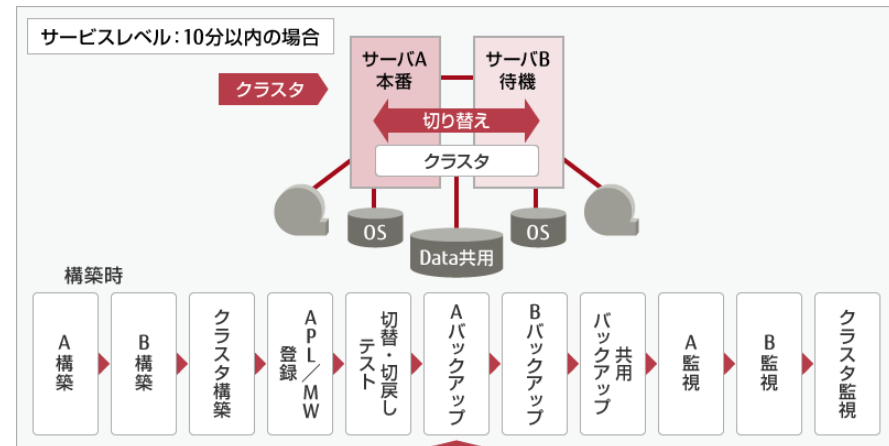 サービスレベル：10分以内の場合
サーバA
本番
サーバB
待機
クラスタ
切り替え
クラスタ
OS
OS
Data共用
構築時
A構築
B構築
クラスタ構築
APL／MW
登録
切替・切戻し
テスト
Aバックアップ
Bバックアップ
共用
バックアップ
A監視
B監視
クラスタ監視